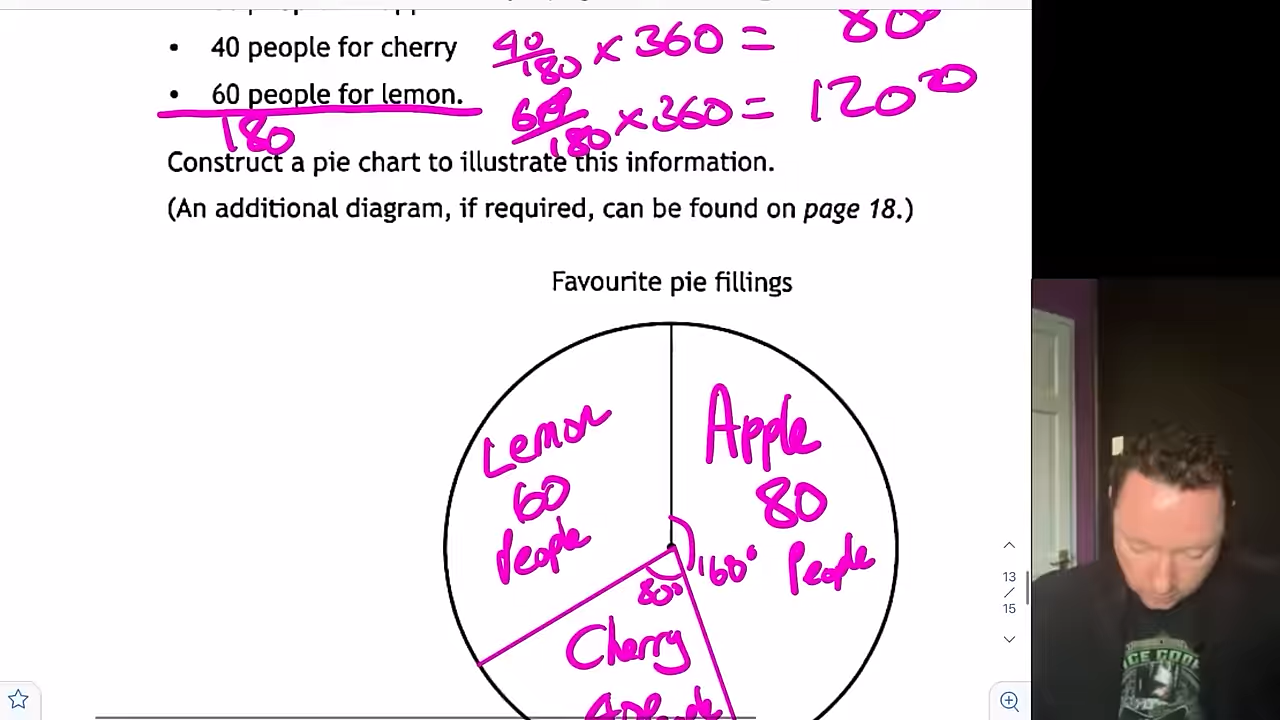 • 40 people for cherry 40/180 × 360 = 80°
• 60 people for lemon. 60/180 × 360 = 120°
180
Construct a pie chart to illustrate this information.
(An additional diagram, if required, can be found on page 18.)
Favourite pie fillings
Lemon
60
People
Apple
80
People
160°
80°
Cherry
13
/
15